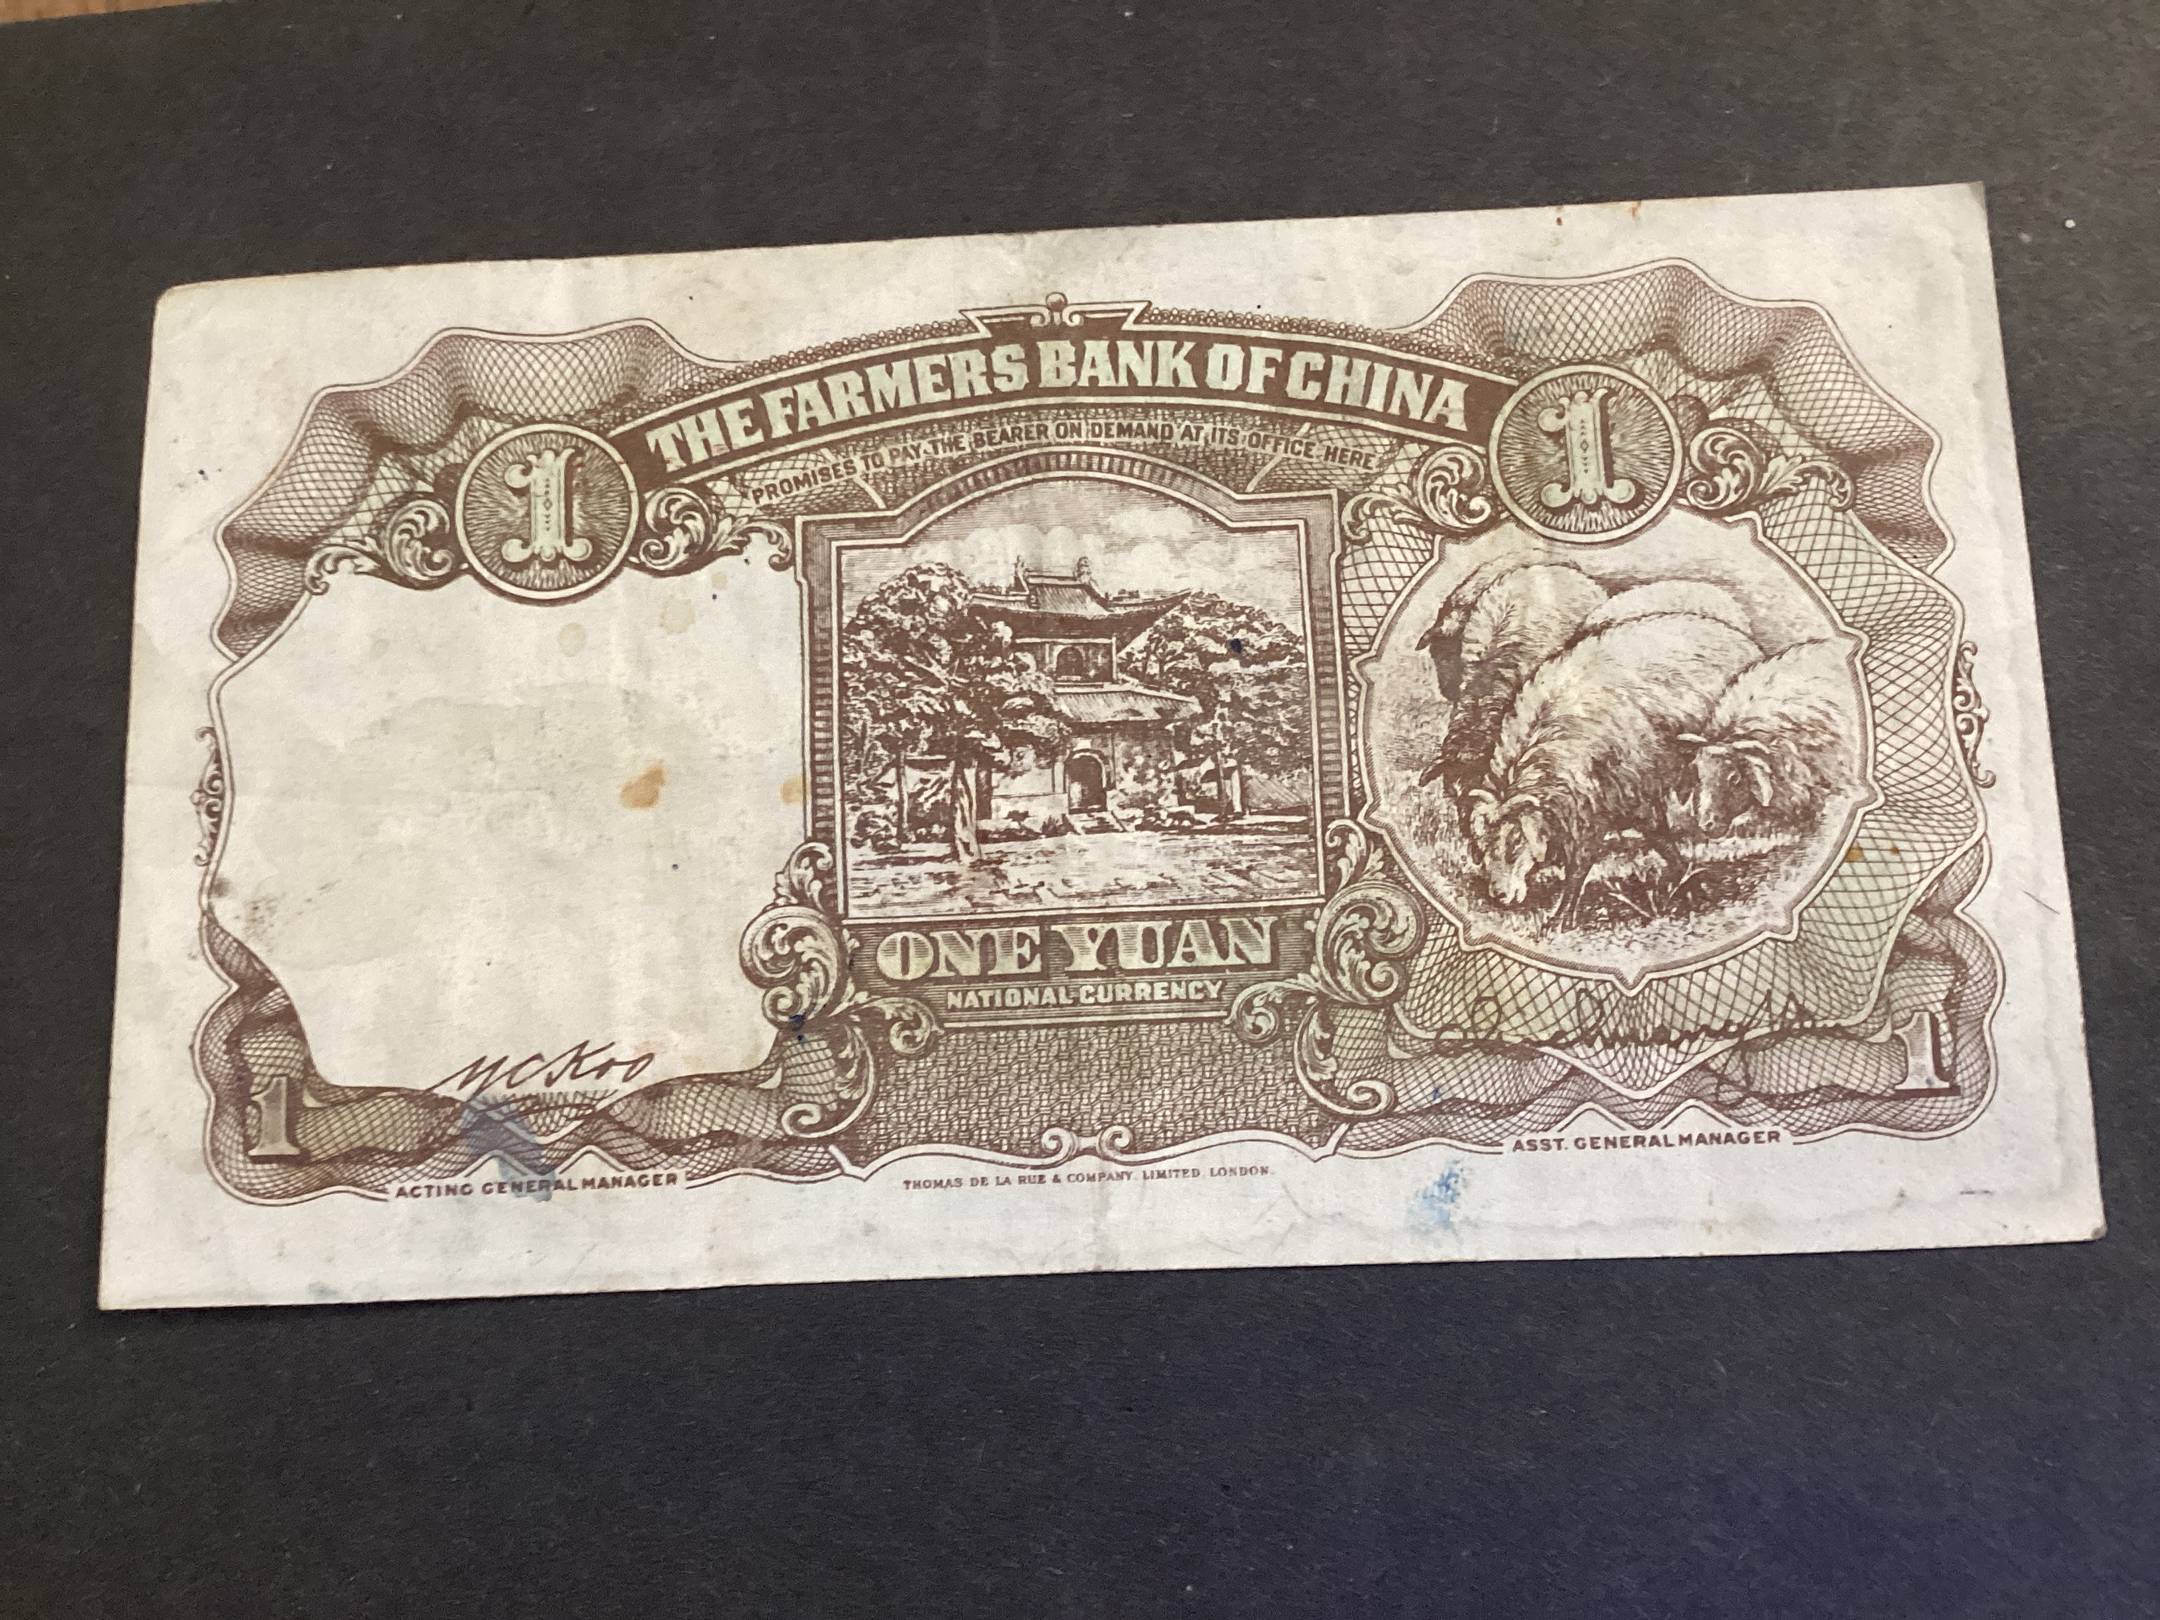 THE FARMERS BANK OF CHINA
PROMISES TO PAY THE BEARER ON DEMAND AT ITS OFFICE HERE
1
1
ONE YUAN
NATIONAL CURRENCY
Y C Koo
1
1
ACTING GENERAL MANAGER
ASST. GENERAL MANAGER
THOMAS DE LA RUE & COMPANY, LIMITED, LONDON.